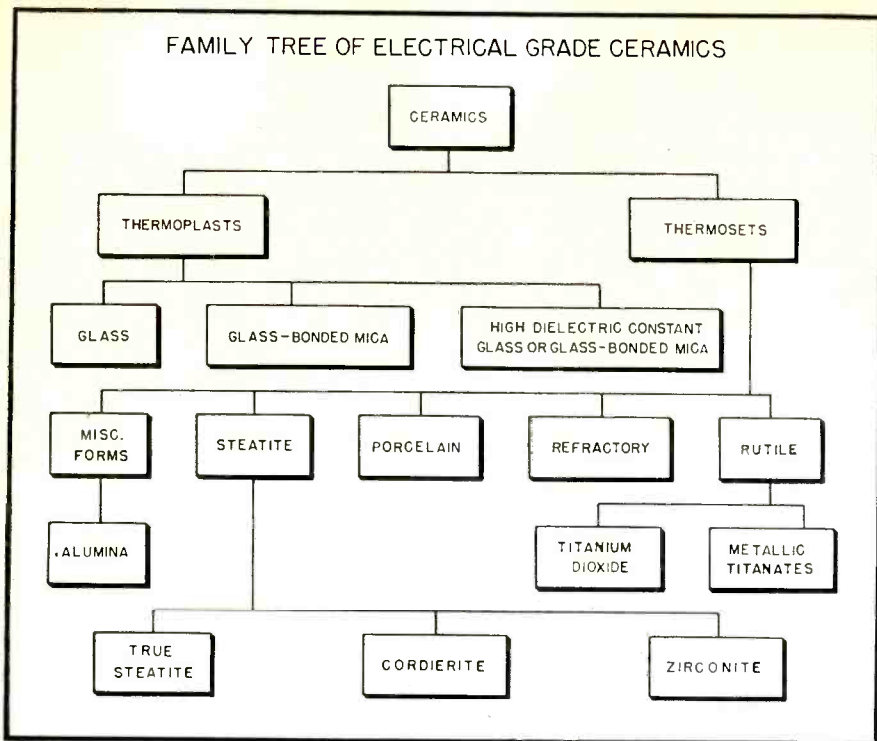 FAMILY TREE OF ELECTRICAL GRADE CERAMICS
CERAMICS
THERMOPLASTS
THERMOSETS
GLASS
GLASS-BONDED MICA
HIGH DIELECTRIC CONSTANT
GLASS OR GLASS-BONDED MICA
MISC.
FORMS
STEATITE
PORCELAIN
REFRACTORY
RUTILE
ALUMINA
TITANIUM
DIOXIDE
METALLIC
TITANATES
TRUE
STEATITE
CORDIERITE
ZIRCONITE